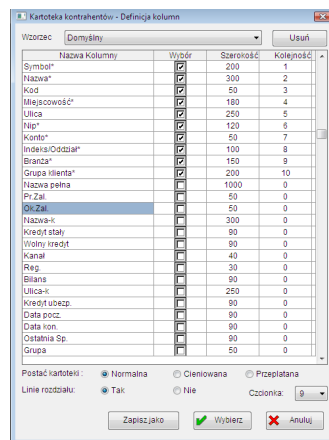 Kartoteka kontrahentów - Definicja kolumn
Wzorzec Domyślny Usuń
Nazwa Kolumny Wybór Szerokość Kolejność
Symbol* 200 1
Nazwa* 300 2
Kod 50 3
Miejscowość* 180 4
Ulica 250 5
Nip* 120 6
Konto* 50 7
Indeks/Oddział* 100 8
Branża* 150 9
Grupa klienta* 200 10
Nazwa pełna 1000 0
Pr.Zal. 50 0
Ok.Zal. 50 0
Nazwa-k 300 0
Kredyt stały 90 0
Wolny kredyt 90 0
Kanał 40 0
Reg. 30 0
Bilans 90 0
Ulica-k 250 0
Kredyt ubezp. 90 0
Data pocz. 90 0
Data kon. 90 0
Ostatnia Sp. 90 0
Grupa 50 0
Postać kartoteki : Normalna Cieniowana Przeplatana
Linie rozdziału: Tak Nie Czcionka: 9
Zapisz jako Wybierz Anuluj